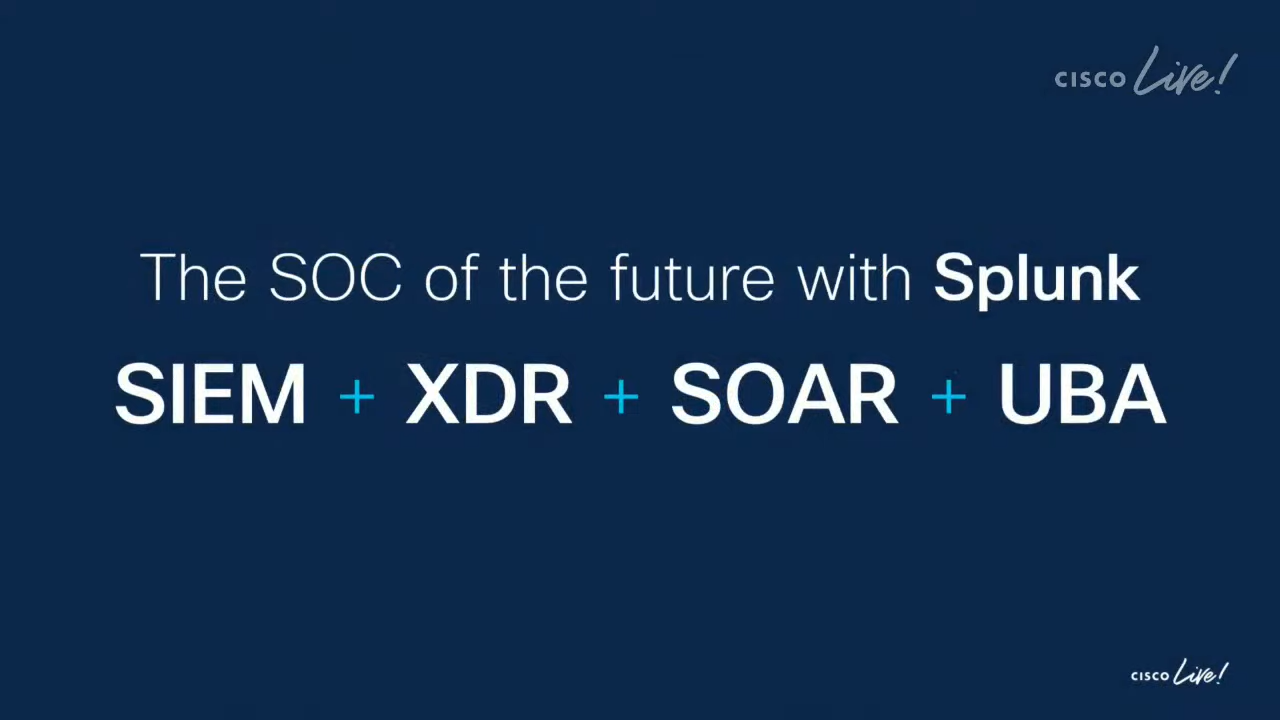 CISCO Live!
The SOC of the future with Splunk
SIEM + XDR + SOAR + UBA
CISCO Live!